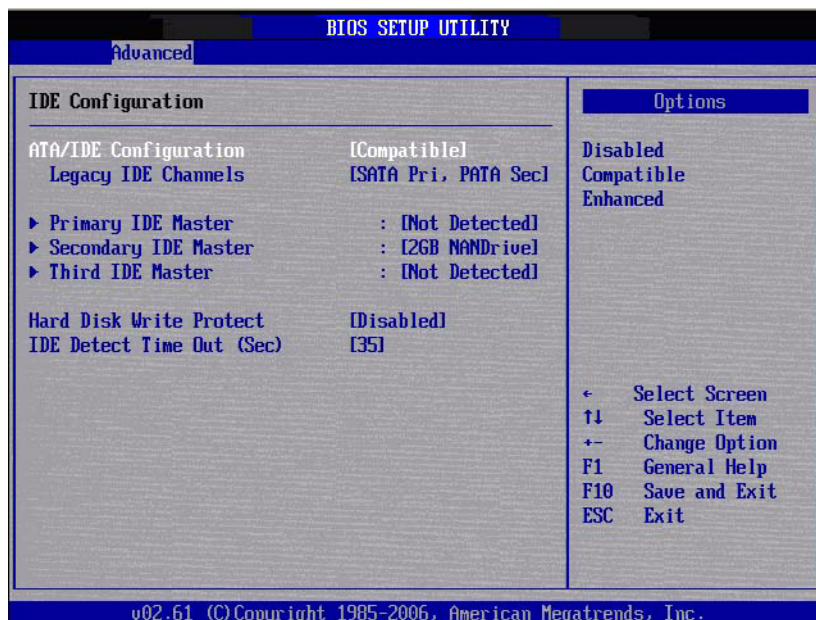 BIOS SETUP UTILITY
Advanced
IDE Configuration
ATA/IDE Configuration [Compatible]
Legacy IDE Channels [SATA Pri, PATA Sec]
▶ Primary IDE Master : [Not Detected]
▶ Secondary IDE Master : [2GB NANDrive]
▶ Third IDE Master : [Not Detected]
Hard Disk Write Protect [Disabled]
IDE Detect Time Out (Sec) [35]
Options
Disabled
Compatible
Enhanced
← Select Screen
↑↓ Select Item
+- Change Option
F1 General Help
F10 Save and Exit
ESC Exit
v02.61 (C)Copyright 1985-2006, American Megatrends, Inc.